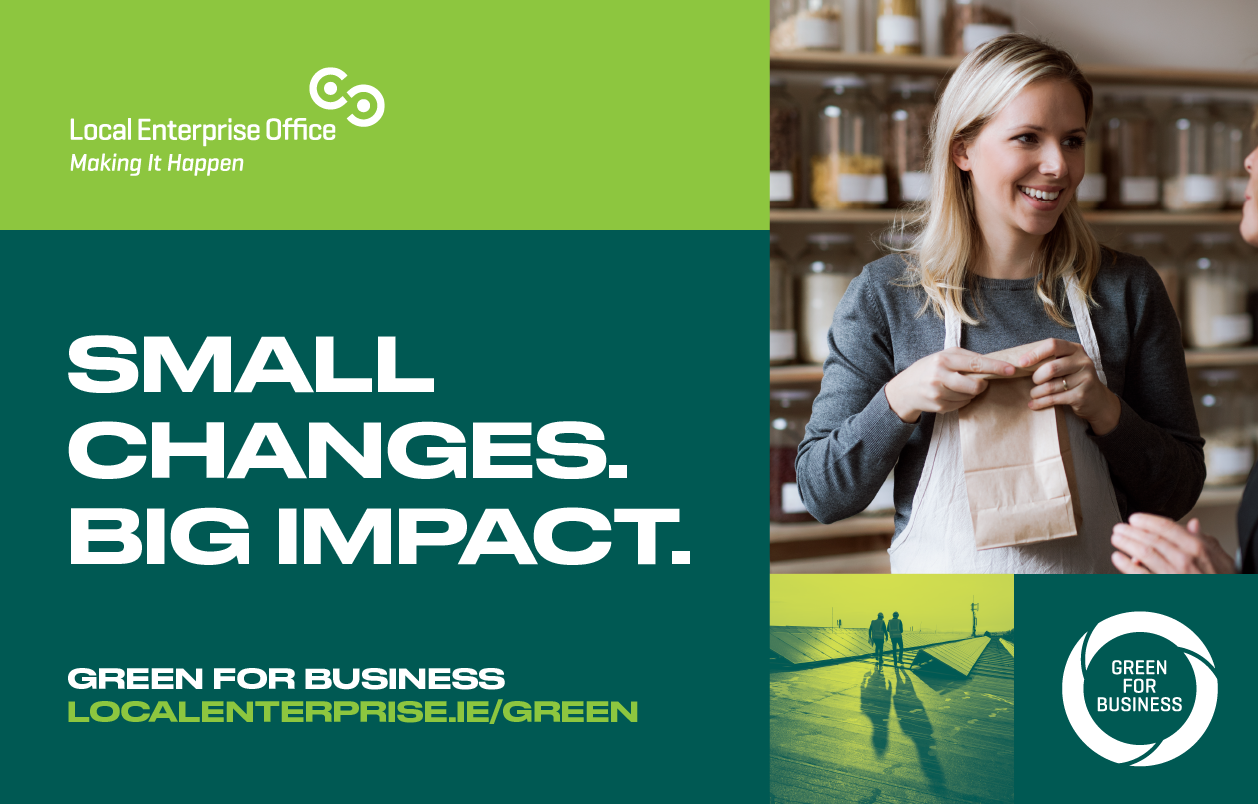 Local Enterprise Office
Making It Happen
SMALL
CHANGES.
BIG IMPACT.
GREEN FOR BUSINESS
LOCALENTERPRISE.IE/GREEN
GREEN
FOR
BUSINESS